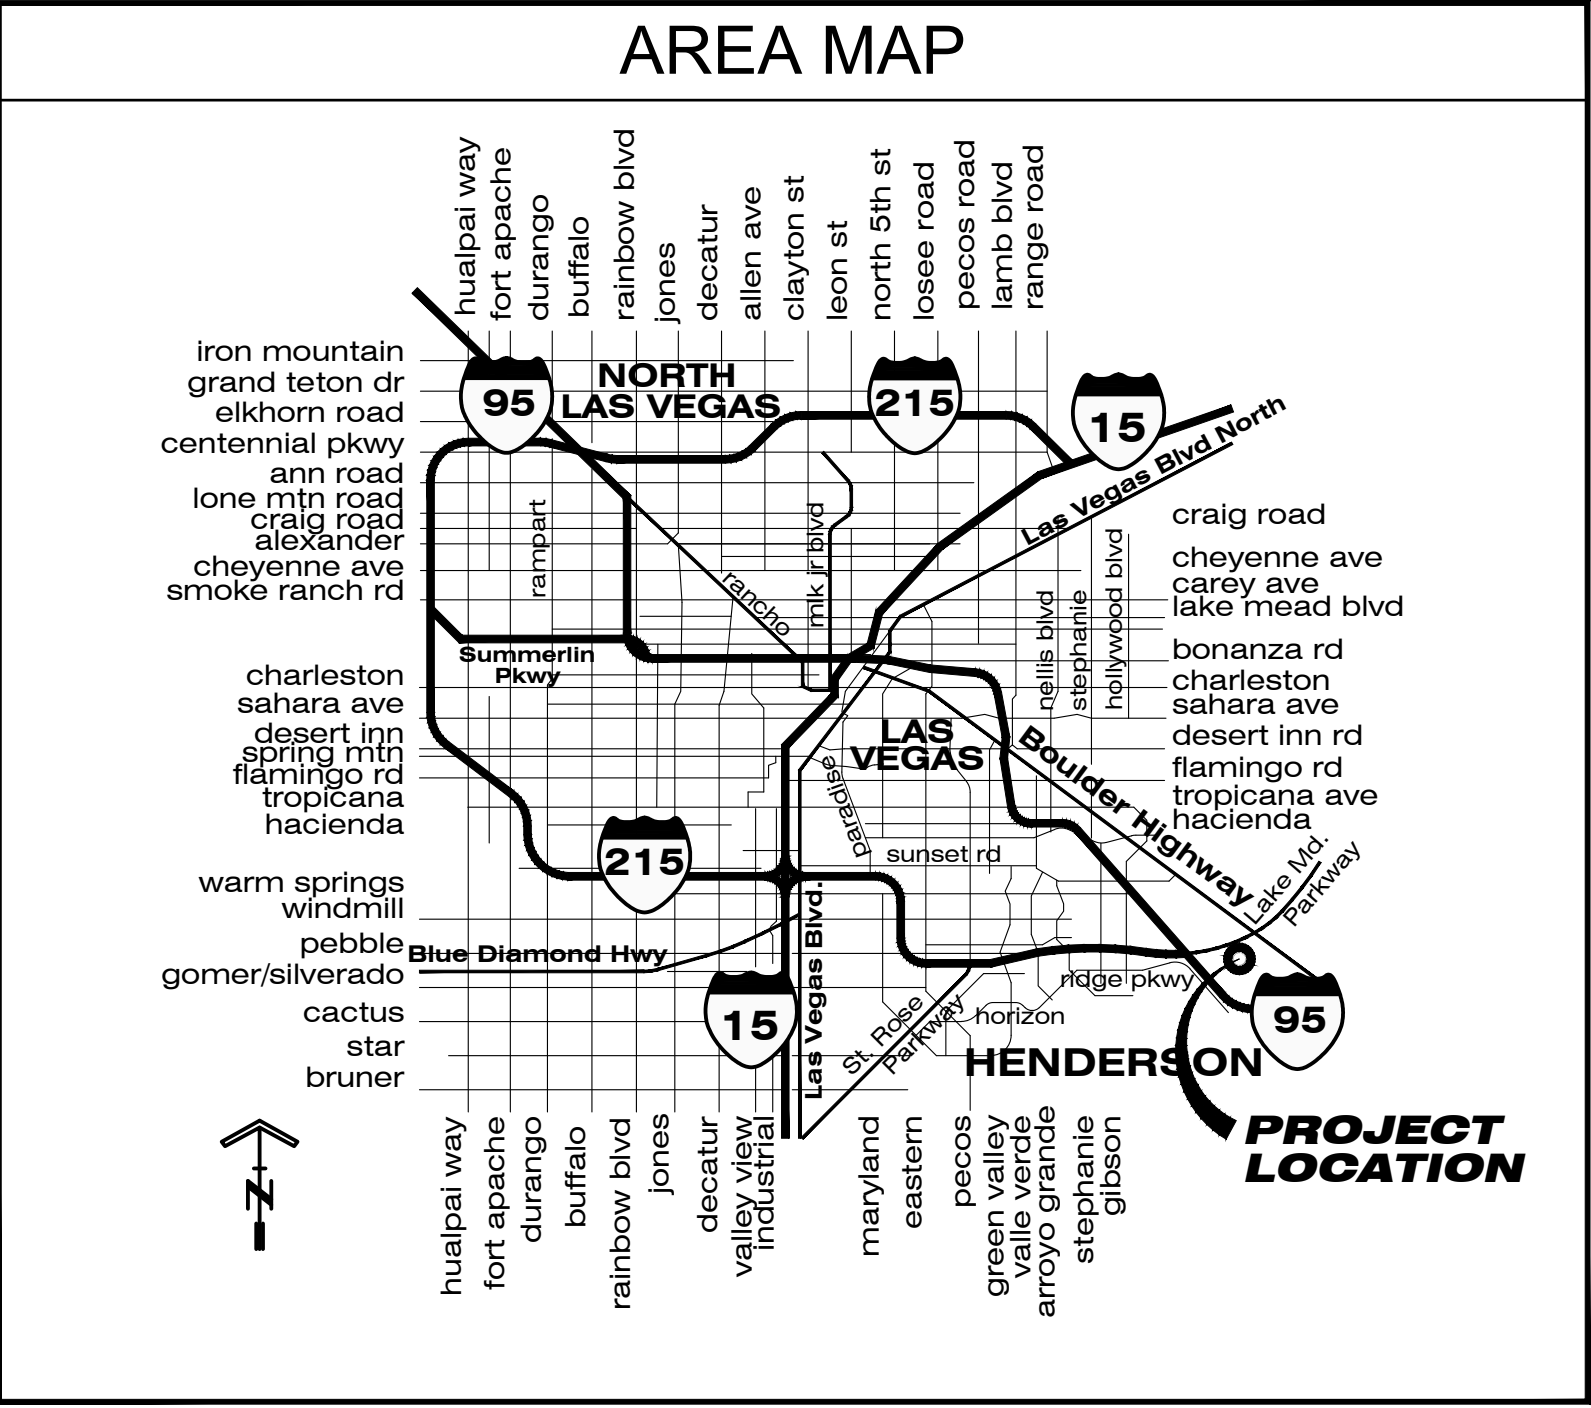 AREA MAP
hualpai way
fort apache
durango
buffalo
rainbow blvd
jones
decatur
allen ave
clayton st
leon st
north 5th st
losee road
pecos road
lamb blvd
range road
iron mountain
grand teton dr
elkhorn road
centennial pkwy
ann road
lone mtn road
craig road
alexander
cheyenne ave
smoke ranch rd
charleston
sahara ave
desert inn
spring mtn
flamingo rd
tropicana
hacienda
warm springs
windmill
pebble
gomer/silverado
cactus
star
bruner
95
NORTH
LAS VEGAS
215
15
Las Vegas Blvd North
rampart
rancho
mlk jr blvd
nellis blvd
stephanie
hollywood blvd
craig road
cheyenne ave
carey ave
lake mead blvd
bonanza rd
charleston
sahara ave
desert inn rd
flamingo rd
tropicana ave
hacienda
Summerlin
Pkwy
LAS
VEGAS
Boulder Highway
paradise
sunset rd
215
Lake Md.
Parkway
Blue Diamond Hwy
Las Vegas Blvd.
15
St. Rose
Parkway
ridge pkwy
horizon
95
HENDERSON
PROJECT
LOCATION
N
hualpai way
fort apache
durango
buffalo
rainbow blvd
jones
decatur
valley view
industrial
maryland
eastern
pecos
green valley
valle verde
arroyo grande
stephanie
gibson